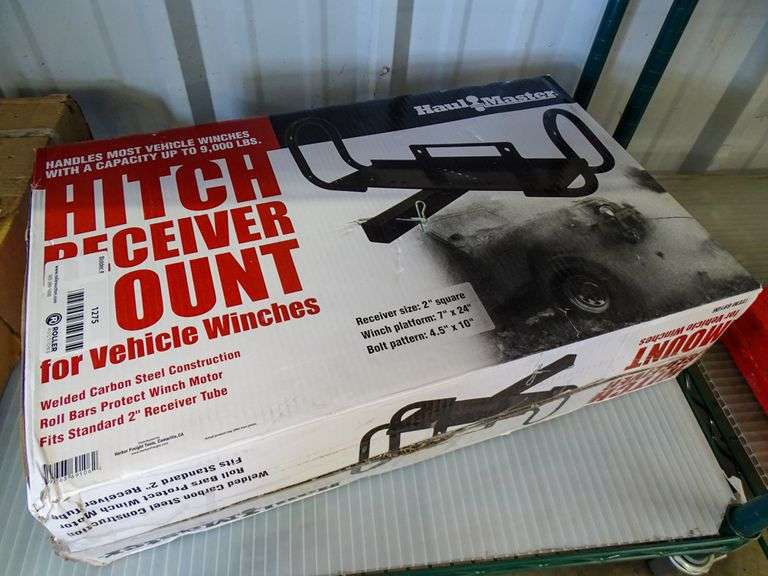 Haul Master
HANDLES MOST VEHICLE WINCHES
WITH A CAPACITY UP TO 9,000 LBS.
HITCH
RECEIVER
OUNT
for Vehicle Winches
Receiver size: 2" square
Winch platform: 7" x 24"
Bolt pattern: 4.5" x 10"
Welded Carbon Steel Construction
Roll Bars Protect Winch Motor
Fits Standard 2" Receiver Tube
1275
ROLLER
Harbor Freight Tools, Camarillo, CA
MOUNT
for Vehicle Winches
Welded Carbon Steel Construction
Roll Bars Protect Winch Motor
Fits Standard 2" Receiver tube